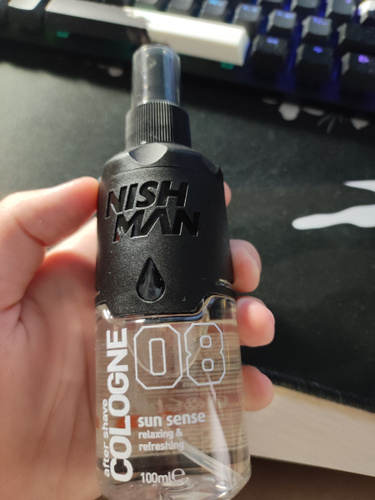 NISH
MAN
08
after shave
COLOGNE
sun sense
relaxing &
refreshing
100ml ℮